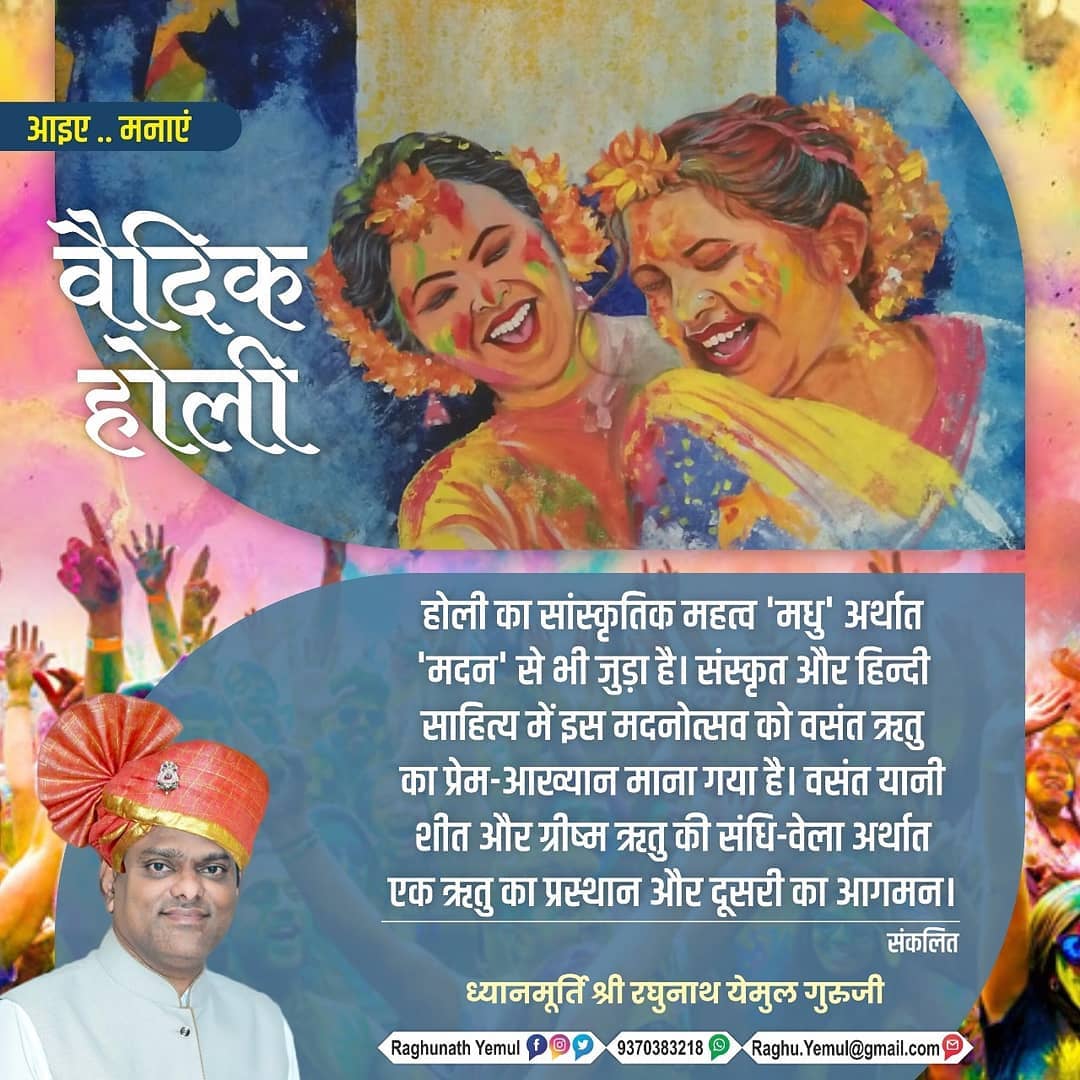 आइए .. मनाएं
वैदिक
होली
होली का सांस्कृतिक महत्व 'मधु' अर्थात
'मदन' से भी जुड़ा है। संस्कृत और हिन्दी
साहित्य में इस मदनोत्सव को वसंत ऋतु
का प्रेम-आख्यान माना गया है। वसंत यानी
शीत और ग्रीष्म ऋतु की संधि-वेला अर्थात
एक ऋतु का प्रस्थान और दूसरी का आगमन।
संकलित
ध्यानमूर्ति श्री रघुनाथ येमुल गुरुजी
Raghunath Yemul 9370383218 Raghu.Yemul@gmail.com